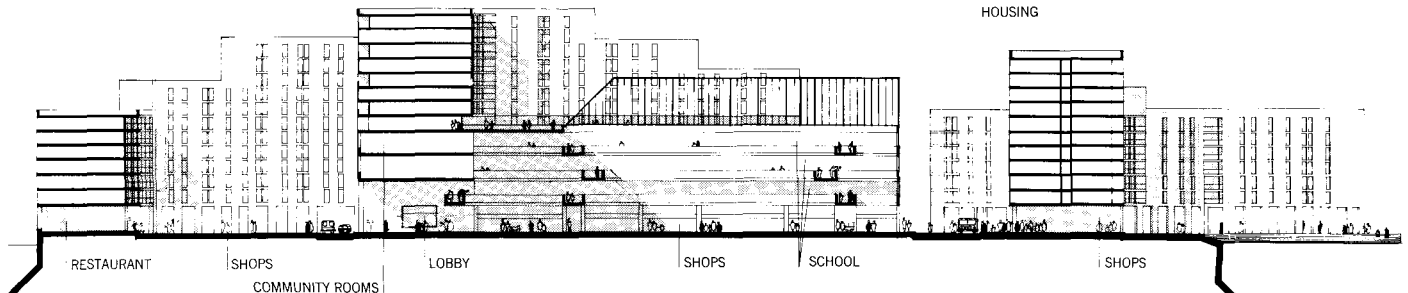 HOUSING
RESTAURANT
SHOPS
LOBBY
SHOPS
SCHOOL
SHOPS
COMMUNITY ROOMS